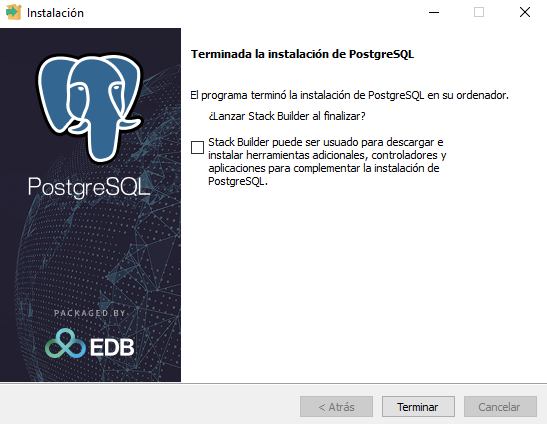 Instalación
Terminada la instalación de PostgreSQL
El programa terminó la instalación de PostgreSQL en su ordenador.
¿Lanzar Stack Builder al finalizar?
Stack Builder puede ser usado para descargar e
instalar herramientas adicionales, controladores y
aplicaciones para complementar la instalación de
PostgreSQL.
PostgreSQL
PACKAGED BY
EDB
< Atrás
Terminar
Cancelar